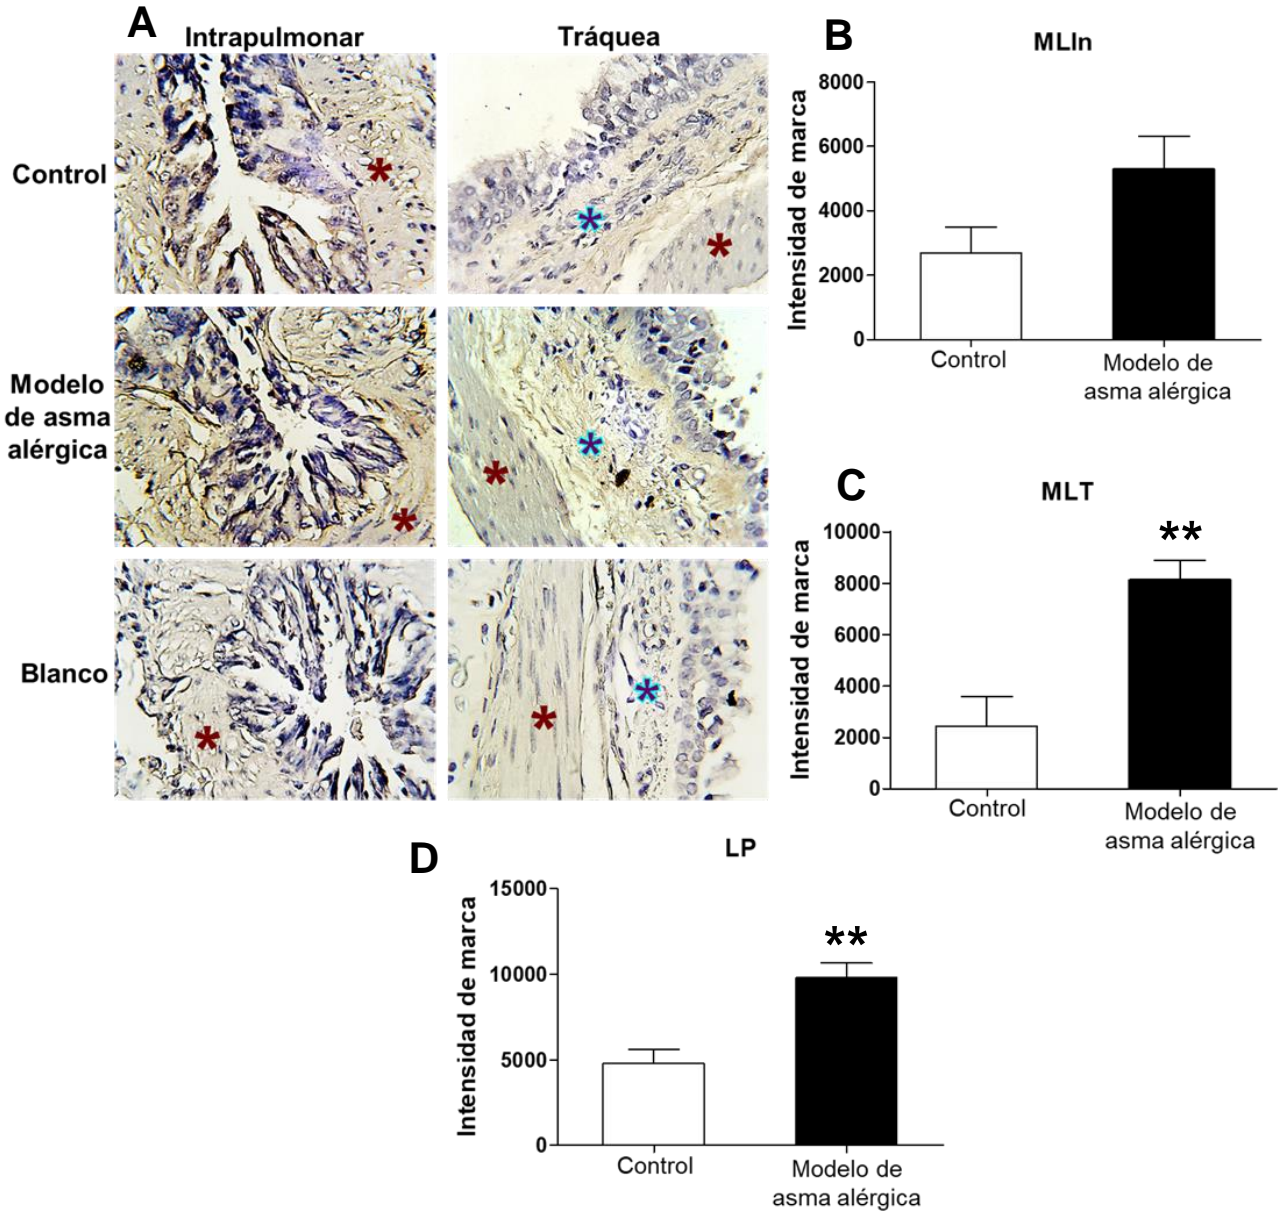 A
Intrapulmonar
Tráquea
Control
*
*
*
Modelo
de asma
alérgica
*
*
*
Blanco
*
*
*
B
MLIn
Intensidad de marca
8000
6000
4000
2000
0
Control
Modelo de
asma alérgica
C
MLT
Intensidad de marca
10000
8000
6000
4000
2000
0
**
Control
Modelo de
asma alérgica
D
LP
Intensidad de marca
15000
10000
5000
0
**
Control
Modelo de
asma alérgica